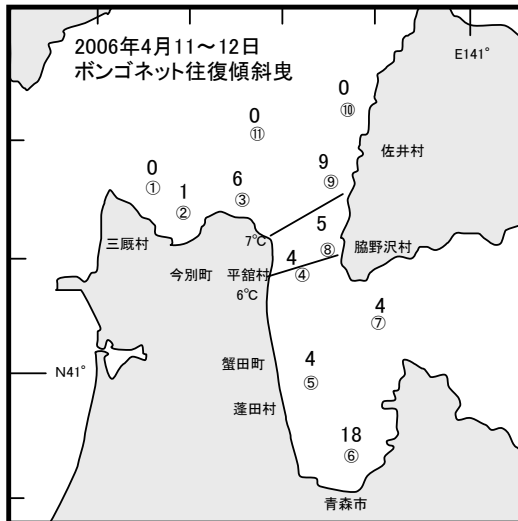 2006年4月11～12日
ボンゴネット往復傾斜曳
E141°
0
⑩
0
⑪
佐井村
0
①
1
②
6
③
9
⑨
5
⑧
三厩村
7℃
脇野沢村
今別町
平舘村
4
④
6℃
4
⑦
N41°
蟹田町
4
⑤
蓬田村
18
⑥
青森市